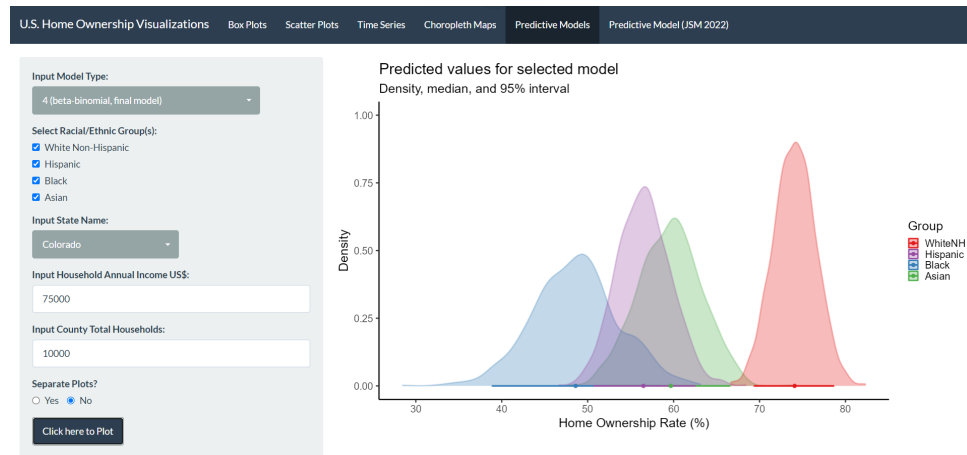 U.S. Home Ownership Visualizations Box Plots Scatter Plots Time Series Choropleth Maps Predictive Models Predictive Model (JSM 2022)
Input Model Type:
4 (beta-binomial, final model)
Select Racial/Ethnic Group(s):
White Non-Hispanic
Hispanic
Black
Asian
Input State Name:
Colorado
Input Household Annual Income US$:
75000
Input County Total Households:
10000
Separate Plots?
Yes No
Click here to Plot
Predicted values for selected model
Density, median, and 95% interval
1.00
0.75
0.50
0.25
0.00
Density
30 40 50 60 70 80
Home Ownership Rate (%)
Group
WhiteNH
Hispanic
Black
Asian